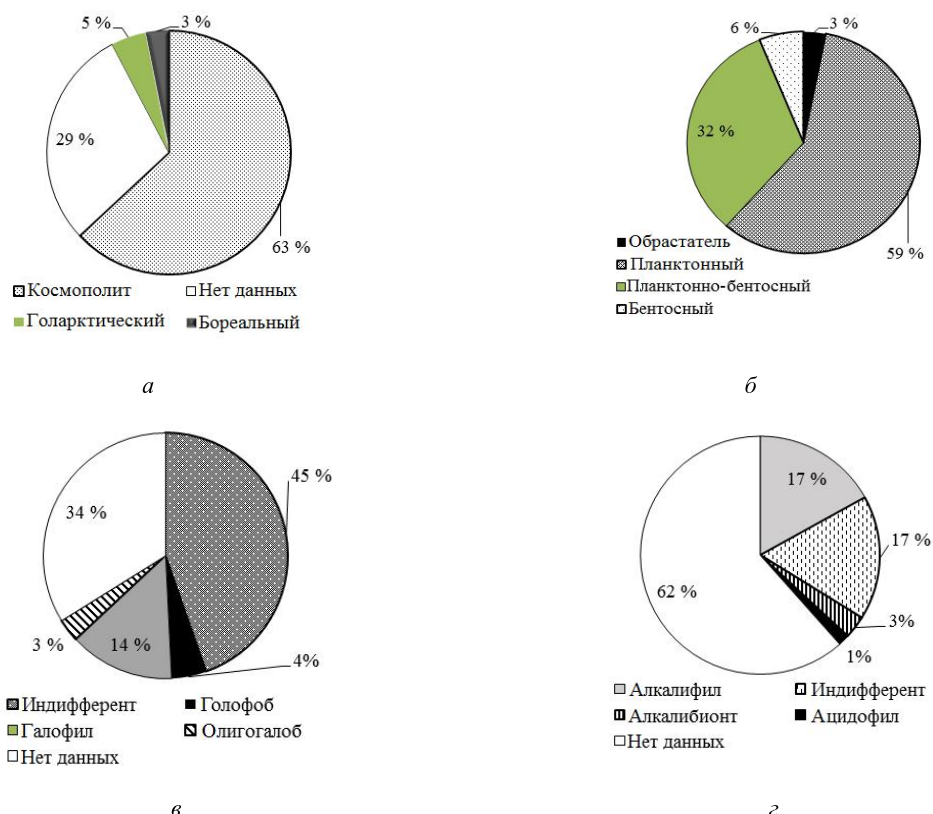 5 %
3 %
29 %
63 %
Космополит
Нет данных
Голарктический
Бореальный
а
6 %
3 %
32 %
59 %
Обрастатель
Планктонный
Планктонно-бентосный
Бентосный
б
45 %
34 %
3 %
14 %
4%
Индифферент
Голофоб
Галофил
Олигогалоб
Нет данных
в
17 %
17 %
62 %
3%
1%
Алкалифил
Индифферент
Алкалибионт
Ацидофил
Нет данных
г